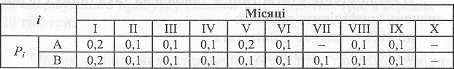 i Місяці
I II III IV V VI VII VIII IX X
Pi A 0,2 0,1 0,1 0,1 0,2 0,1 – 0,1 0,1 –
B 0,2 0,1 0,1 0,1 0,1 0,1 0,1 0,1 0,1 –